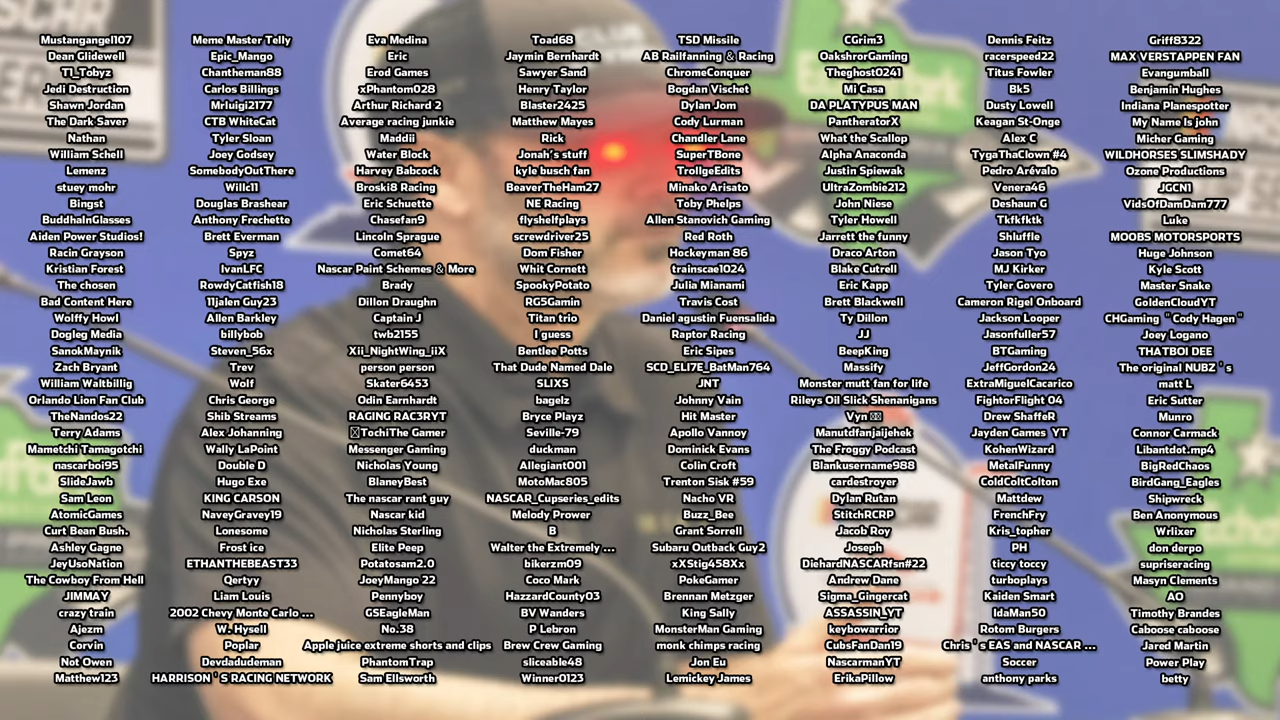 Mustangangel107
Dean Glidewell
T1_Tobyz
Jedi Destruction
Shawn Jordan
The Dark Saver
Nathan
William Schell
Lemenz
stuey mohr
Bingst
BuddhaInGlasses
Aiden Power Studios!
Racin Grayson
Kristian Forest
The chosen
Bad Content Here
Wolffy Howl
Dogleg Media
SanokMaynik
Zach Bryant
William Waltbillig
Orlando Lion Fan Club
TheNandos22
Terry Adams
Mametchi Tamagotchi
nascarboi95
SlideJawb
Sam Leon
AtomicGames
Curt Bean Bush.
Ashley Gagne
JeyUsoNation
The Cowboy From Hell
JIMMAY
crazy train
Ajezm
Corvin
Not Owen
Matthew123
Meme Master Telly
Epic_Mango
Chantheman88
Carlos Billings
Mrluigi2177
CTB WhiteCat
Tyler Sloan
Joey Godsey
SomebodyOutThere
Willc11
Douglas Brashear
Anthony Frechette
Brett Everman
Spyz
IvanLFC
RowdyCatfish18
11jalen Guy23
Allen Barkley
billybob
Steven_56x
Trev
Wolf
Chris George
Shib Streams
Alex Johanning
Wally LaPoint
Double D
Hugo Exe
KING CARSON
NaveyGravey19
Lonesome
Frost ice
ETHANTHEBEAST33
Qertyy
Liam Louis
2002 Chevy Monte Carlo ...
W. Hysell
Poplar
Devdadudeman
HARRISON'S RACING NETWORK
Eva Medina
Eric
Erod Games
xPhantom028
Arthur Richard 2
Average racing junkie
Maddii
Water Block
Harvey Babcock
Broski8 Racing
Eric Schuette
Chasefan9
Lincoln Sprague
Comet64
Nascar Paint Schemes & More
Brady
Dillon Draughn
Captain J
twb2155
Xii_NightWing_iiX
person person
Skater6453
Odin Earnhardt
RAGING RAC3RYT
TochiThe Gamer
Messenger Gaming
Nicholas Young
BlaneyBest
The nascar rant guy
Nascar kid
Nicholas Sterling
Elite Peep
Potatosam2.0
JoeyMango 22
Pennyboy
GSEagleMan
No.38
Apple juice extreme shorts and clips
PhantomTrap
Sam Ellsworth
Toad68
Jaymin Bernhardt
Sawyer Sand
Henry Taylor
Blaster2425
Matthew Mayes
Rick
Jonah's stuff
kyle busch fan
BeaverTheHam27
NE Racing
flyshelfplays
screwdriver25
Dom Fisher
Whit Cornett
SpookyPotato
RG5Gamin
Titan trio
I guess
Bentlee Potts
That Dude Named Dale
SLIXS
bagelz
Bryce Playz
Seville-79
duckman
Allegiant001
MotoMac805
NASCAR_Cupseries_edits
Melody Prower
B
Walter the Extremely ...
bikerzm09
Coco Mark
HazzardCounty03
BV Wanders
P Lebron
Brew Crew Gaming
sliceable48
Winner0123
TSD Missile
AB Railfanning & Racing
ChromeConquer
Bogdan Vischet
Dylan Jom
Cody Lurman
Chandler Lane
SuperTBone
TrollgeEdits
Minako Arisato
Toby Phelps
Allen Stanovich Gaming
Red Roth
Hockeyman 86
trainscae1024
Julia Mianami
Travis Cost
Daniel agustin Fuensalida
Raptor Racing
Eric Sipes
SCD_ELI7E_BatMan764
JNT
Johnny Vain
Hit Master
Apollo Vannoy
Dominick Evans
Colin Croft
Trenton Sisk #59
Nacho VR
Buzz_Bee
Grant Sorrell
Subaru Outback Guy2
xXStig458Xx
PokeGamer
Brennan Metzger
King Sally
MonsterMan Gaming
monk chimps racing
Jon Eu
Lemickey James
CGrim3
OakshrorGaming
Theghost0241
Mi Casa
DA PLATYPUS MAN
PantheratorX
What the Scallop
Alpha Anaconda
Justin Spiewak
UltraZombie212
John Niese
Tyler Howell
Jarrett the funny
Draco Arton
Blake Cutrell
Eric Kapp
Brett Blackwell
Ty Dillon
JJ
BeepKing
Massify
Monster mutt fan for life
Rileys Oil Slick Shenanigans
Vyn
Manutdfanjaijehek
The Froggy Podcast
Blankusername988
cardestroyer
Dylan Rutan
StitchRCRP
Jacob Roy
Joseph
DiehardNASCARfsn#22
Andrew Dane
Sigma_Gingercat
ASSASSIN_YT
keybowarrior
CubsFanDan19
NascarmanYT
ErikaPillow
Dennis Feitz
racerspeed22
Titus Fowler
Bk5
Dusty Lowell
Keagan St-Onge
Alex C
TygaThaClown #4
Pedro Arévalo
Venera46
Deshaun G
Tkfkfktk
Shluffle
Jason Tyo
MJ Kirker
Tyler Govero
Cameron Rigel Onboard
Jackson Looper
Jasonfuller57
BTGaming
JeffGordon24
ExtraMiguelCacarico
FightorFlight 04
Drew ShaffeR
Jayden Games YT
KohenWizard
MetalFunny
ColdColtColton
Mattdew
FrenchFry
Kris_topher
PH
ticcy toccy
turboplays
Kaiden Smart
IdaMan50
Rotom Burgers
Chris's EAS and NASCAR ...
Soccer
anthony parks
Griff8322
MAX VERSTAPPEN FAN
Evangumball
Benjamin Hughes
Indiana Planespotter
My Name Is john
Micher Gaming
WILDHORSES SLIMSHADY
Ozone Productions
JGCN1
VidsOfDamDam777
Luke
MOOBS MOTORSPORTS
Huge Johnson
Kyle Scott
Master Snake
GoldenCloudYT
CHGaming "Cody Hagen"
Joey Logano
THATBOI DEE
The original NUBZ's
matt L
Eric Sutter
Munro
Connor Carmack
Libantdot.mp4
BigRedChaos
BirdGang_Eagles
Shipwreck
Ben Anonymous
Wrlixer
don derpo
supriseracing
Masyn Clements
AO
Timothy Brandes
Caboose caboose
Jared Martin
Power Play
betty